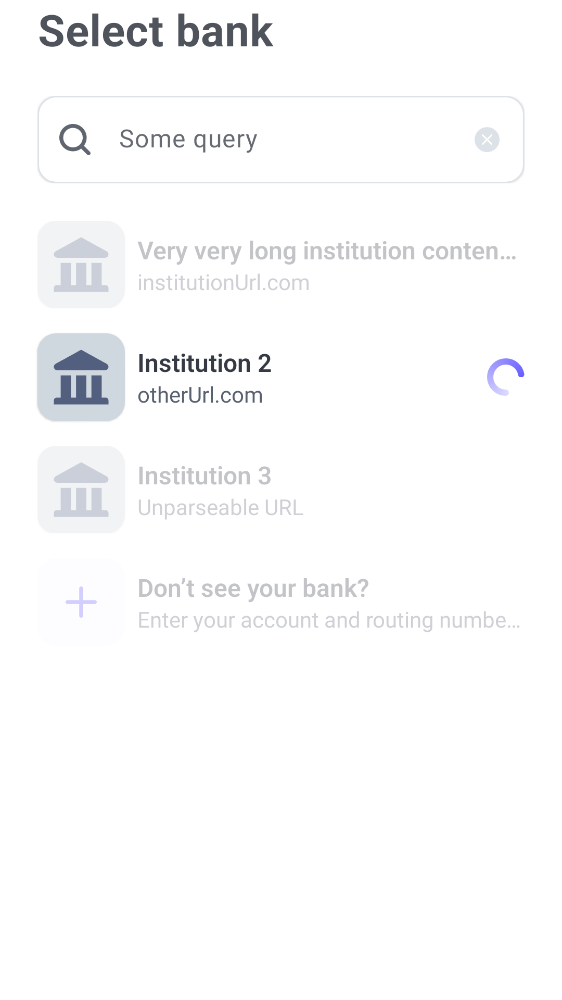 Select bank
Some query
Very very long institution conten...
institutionUrl.com
Institution 2
otherUrl.com
Institution 3
Unparseable URL
Don’t see your bank?
Enter your account and routing numbe...